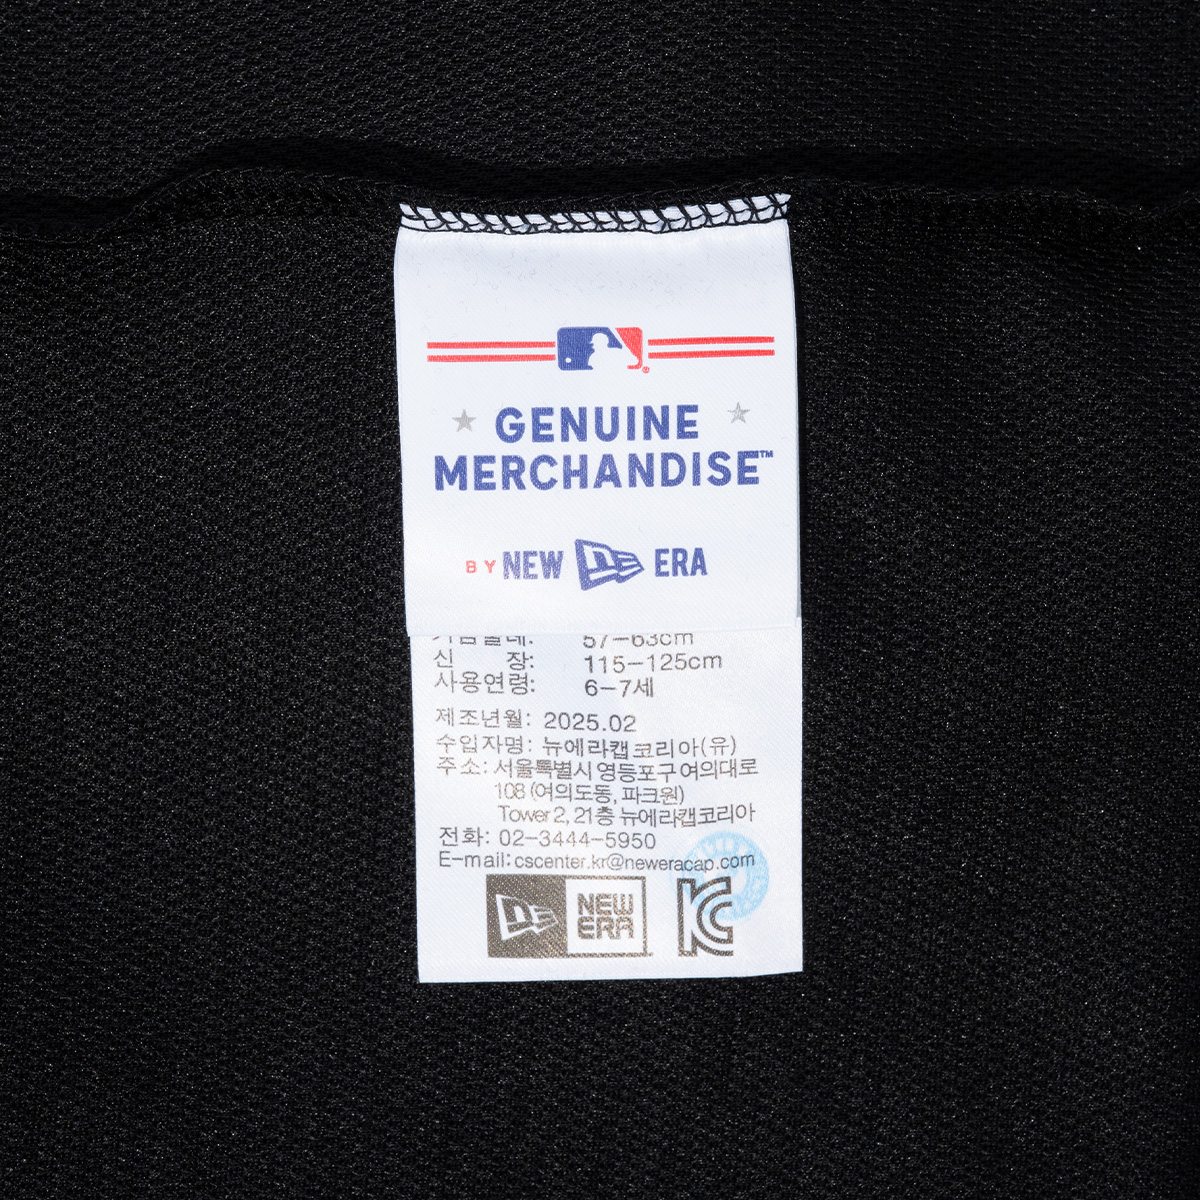 GENUINE
MERCHANDISE™
BY NEW ERA
57-63cm
신 장: 115-125cm
사용연령: 6-7세
제조년월: 2025.02
수입자명: 뉴에라캡코리아(유)
주소: 서울특별시 영등포구 여의대로
108 (여의도동, 파크원)
Tower 2, 21층 뉴에라캡코리아
전화: 02-3444-5950
E-mail: cscenter.kr@neweracap.com
NEW
ERA
KC